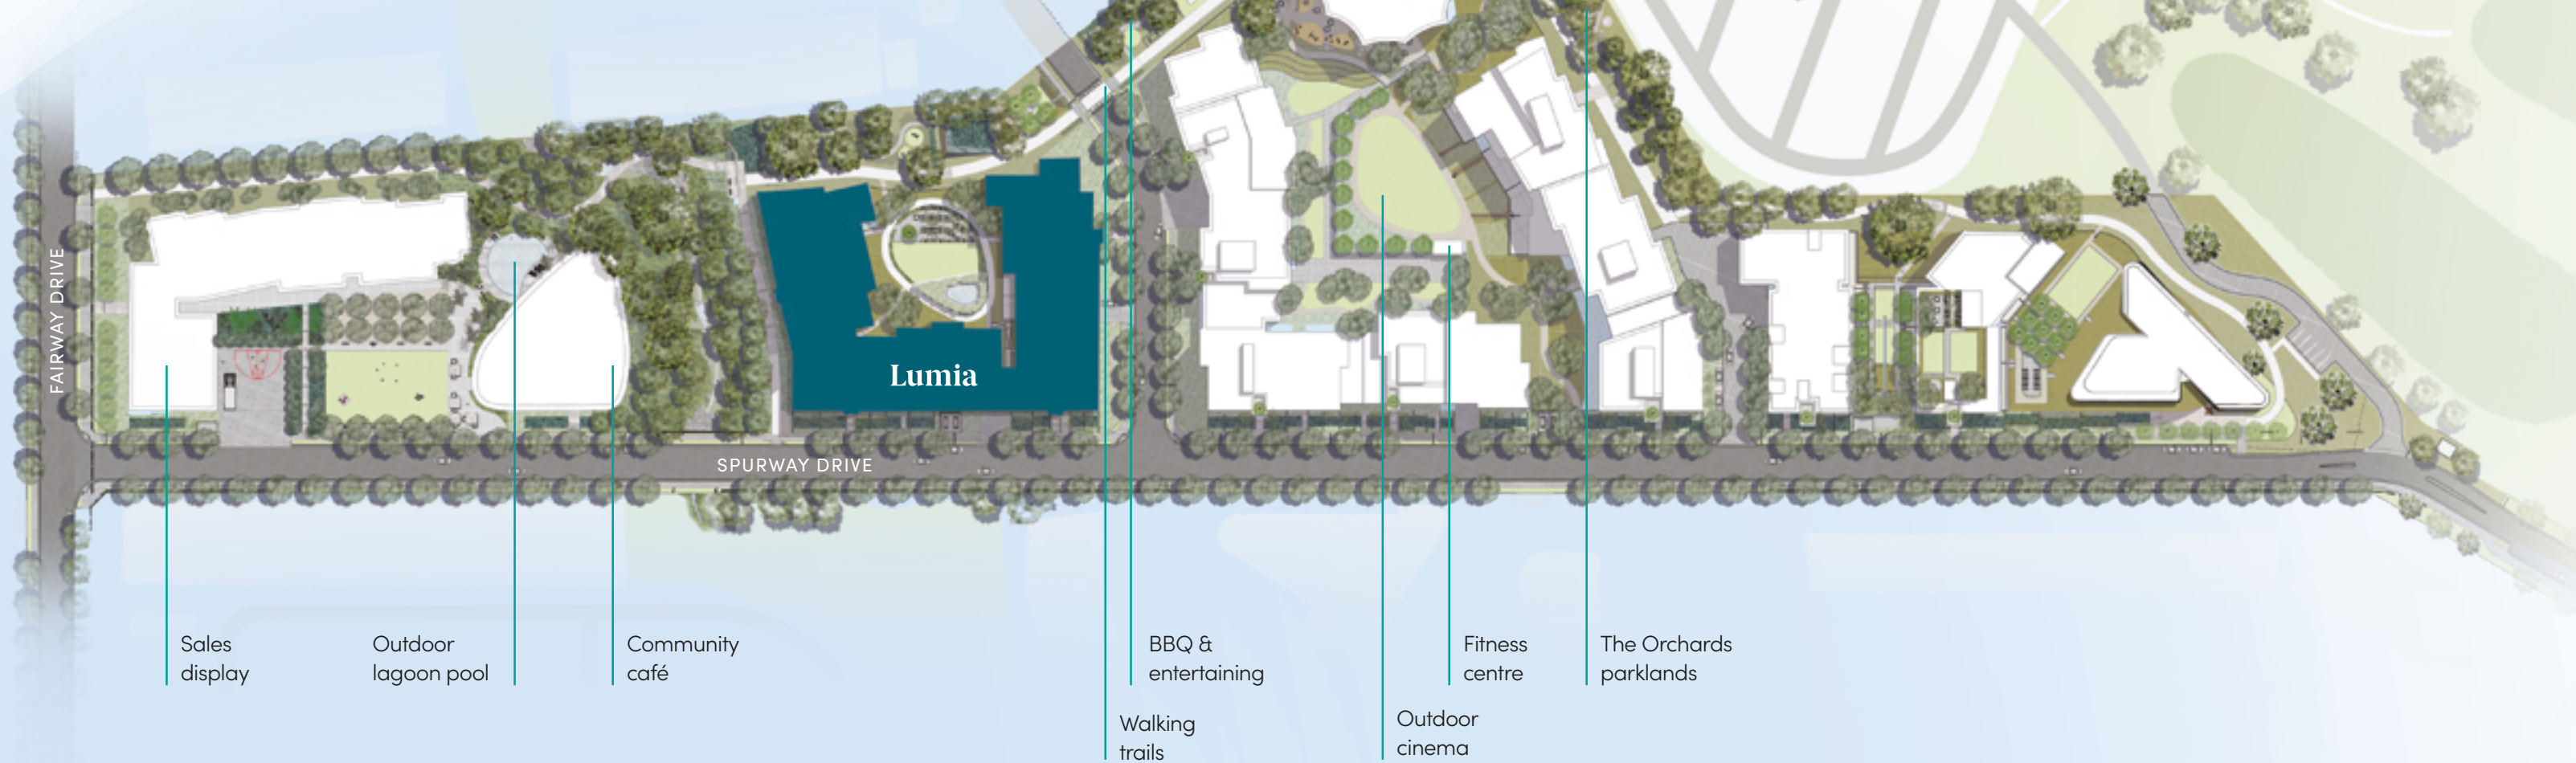 FAIRWAY DRIVE
Lumia
SPURWAY DRIVE
Sales
display
Outdoor
lagoon pool
Community
café
BBQ &
entertaining
Walking
trails
Outdoor
cinema
Fitness
centre
The Orchards
parklands